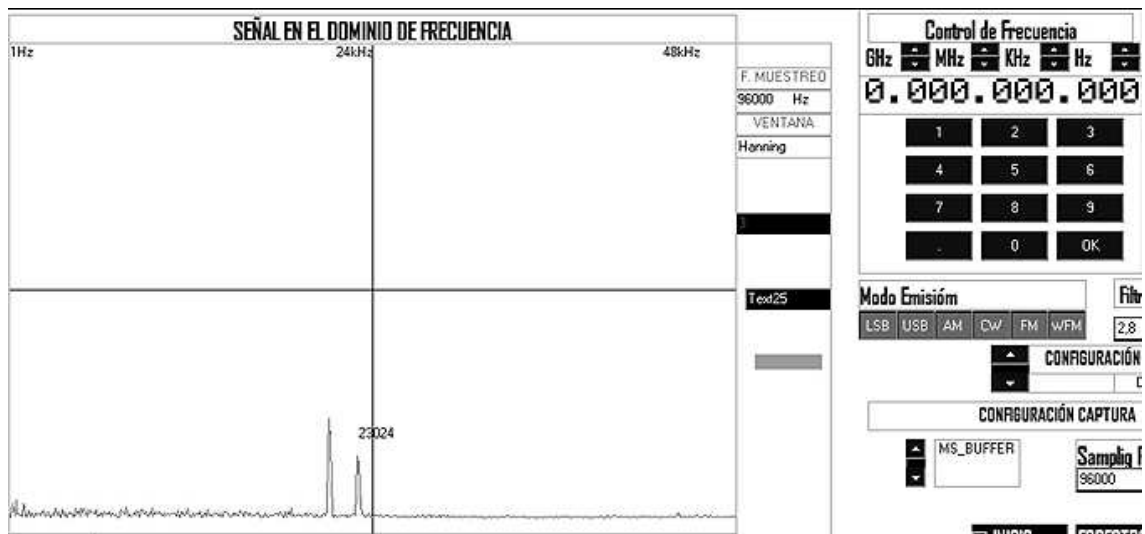 SEÑAL EN EL DOMINIO DE FRECUENCIA
1Hz 24kHz 48kHz
23024
F. MUESTREO
96000 Hz
VENTANA
Hanning
Text25
Control de Frecuencia
GHz MHz KHz Hz
0.000.000.000
1 2 3
4 5 6
7 8 9
. 0 OK
Modo Emisióm
LSB USB AM CW FM WFM
2,8
CONFIGURACIÓN
CONFIGURACIÓN CAPTURA
MS_BUFFER
Samplig
96000
INICIO